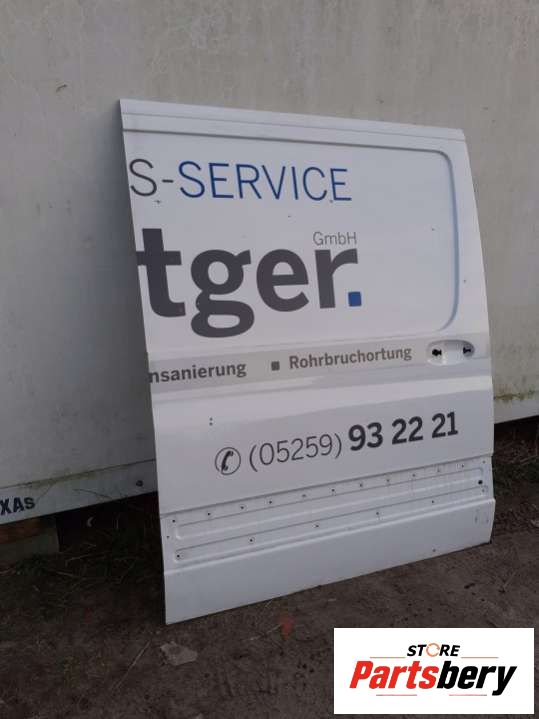 S-SERVICE
GmbH
tger.
nsanierung ■ Rohrbruchortung
✆ (05259) 93 22 21
XAs
STORE
Partsbery